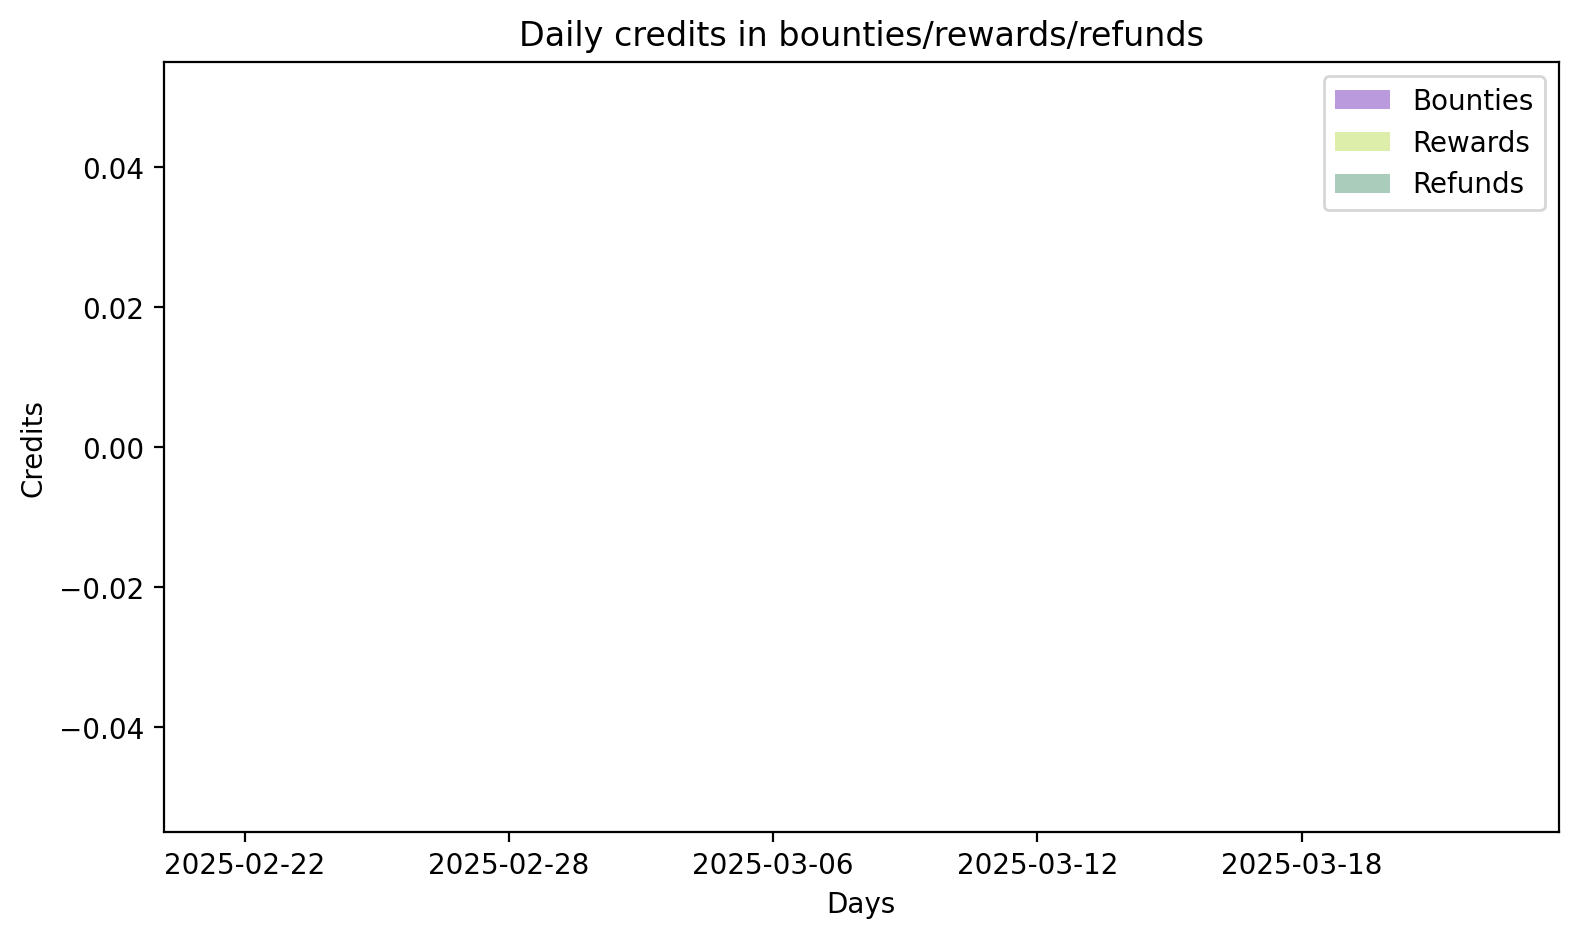 Daily credits in bounties/rewards/refunds
Bounties
Rewards
Refunds
0.04
0.02
0.00
−0.02
−0.04
Credits
2025-02-22
2025-02-28
2025-03-06
2025-03-12
2025-03-18
Days